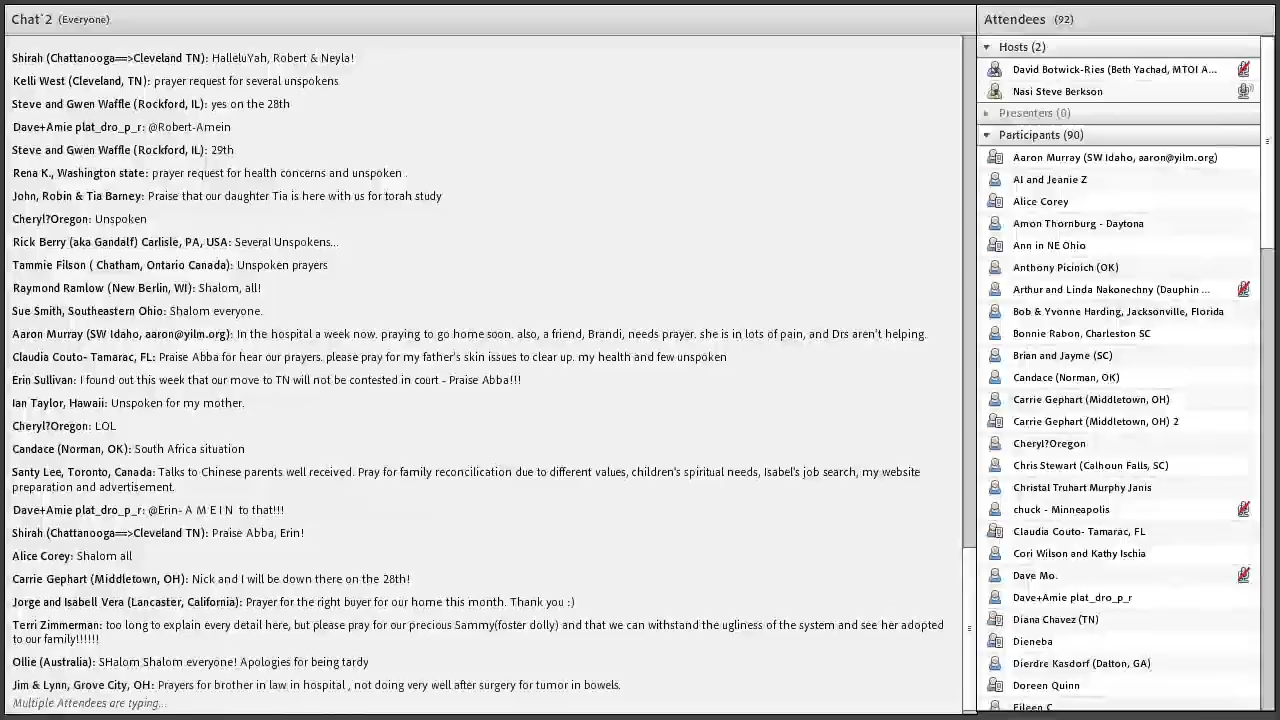 Chat`2 (Everyone)
Shirah (Chattanooga==>Cleveland TN): HalleluYah, Robert & Neyla!
Kelli West (Cleveland, TN): prayer request for several unspokens
Steve and Gwen Waffle (Rockford, IL): yes on the 28th
Dave+Amie plat_dro_p_r: @Robert-Amein
Steve and Gwen Waffle (Rockford, IL): 29th
Rena K., Washington state: prayer request for health concerns and unspoken .
John, Robin & Tia Barney: Praise that our daughter Tia is here with us for torah study
Cheryl?Oregon: Unspoken
Rick Berry (aka Gandalf) Carlisle, PA, USA: Several Unspokens...
Tammie Filson ( Chatham, Ontario Canada): Unspoken prayers
Raymond Ramlow (New Berlin, WI): Shalom, all!
Sue Smith, Southeastern Ohio: Shalom everyone.
Aaron Murray (SW Idaho, aaron@yilm.org): In the hospital a week now. praying to go home soon. also, a friend, Brandi, needs prayer. she is in lots of pain, and Drs aren't helping.
Claudia Couto- Tamarac, FL: Praise Abba for hear our prayers. please pray for my father's skin issues to clear up. my health and few unspoken
Erin Sullivan: I found out this week that our move to TN will not be contested in court - Praise Abba!!!
Ian Taylor, Hawaii: Unspoken for my mother.
Cheryl?Oregon: LOL
Candace (Norman, OK): South Africa situation
Santy Lee, Toronto, Canada: Talks to Chinese parents well received. Pray for family reconcilication due to different values, children's spiritual needs, Isabel's job search, my website
preparation and advertisement.
Dave+Amie plat_dro_p_r: @Erin- A M E I N to that!!!
Shirah (Chattanooga==>Cleveland TN): Praise Abba, Erin!
Alice Corey: Shalom all
Carrie Gephart (Middletown, OH): Nick and I will be down there on the 28th!
Jorge and Isabell Vera (Lancaster, California): Prayer for the right buyer for our home this month. Thank you :)
Terri Zimmerman: too long to explain every detail here, but please pray for our precious Sammy(foster dolly) and that we can withstand the ugliness of the system and see her adopted
to our family!!!!!!
Ollie (Australia): SHalom Shalom everyone! Apologies for being tardy
Jim & Lynn, Grove City, OH: Prayers for brother in law in hospital , not doing very well after surgery for tumor in bowels.
Multiple Attendees are typing...
Attendees (92)
Hosts (2)
David Botwick-Ries (Beth Yachad, MTOI A...
Nasi Steve Berkson
Presenters (0)
Participants (90)
Aaron Murray (SW Idaho, aaron@yilm.org)
Al and Jeanie Z
Alice Corey
Amon Thornburg - Daytona
Ann in NE Ohio
Anthony Picinich (OK)
Arthur and Linda Nakonechny (Dauphin ...
Bob & Yvonne Harding, Jacksonville, Florida
Bonnie Rabon, Charleston SC
Brian and Jayme (SC)
Candace (Norman, OK)
Carrie Gephart (Middletown, OH)
Carrie Gephart (Middletown, OH) 2
Cheryl?Oregon
Chris Stewart (Calhoun Falls, SC)
Christal Truhart Murphy Janis
chuck - Minneapolis
Claudia Couto- Tamarac, FL
Cori Wilson and Kathy Ischia
Dave Mo.
Dave+Amie plat_dro_p_r
Diana Chavez (TN)
Dieneba
Dierdre Kasdorf (Dalton, GA)
Doreen Quinn
Eileen C